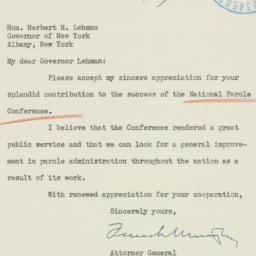 Hon. Herbert H. Lehman
Governor of New York
Albany, New York
My dear Governor Lehman:
Please accept my sincere appreciation for your
splendid contribution to the success of the National Parole
Conference.
I believe that the Conference rendered a great
public service and that we can look for a general improve-
ment in parole administration throughout the nation as a
result of its work.
With renewed appreciation for your cooperation,
Sincerely yours,
Frank Murphy
Attorney General